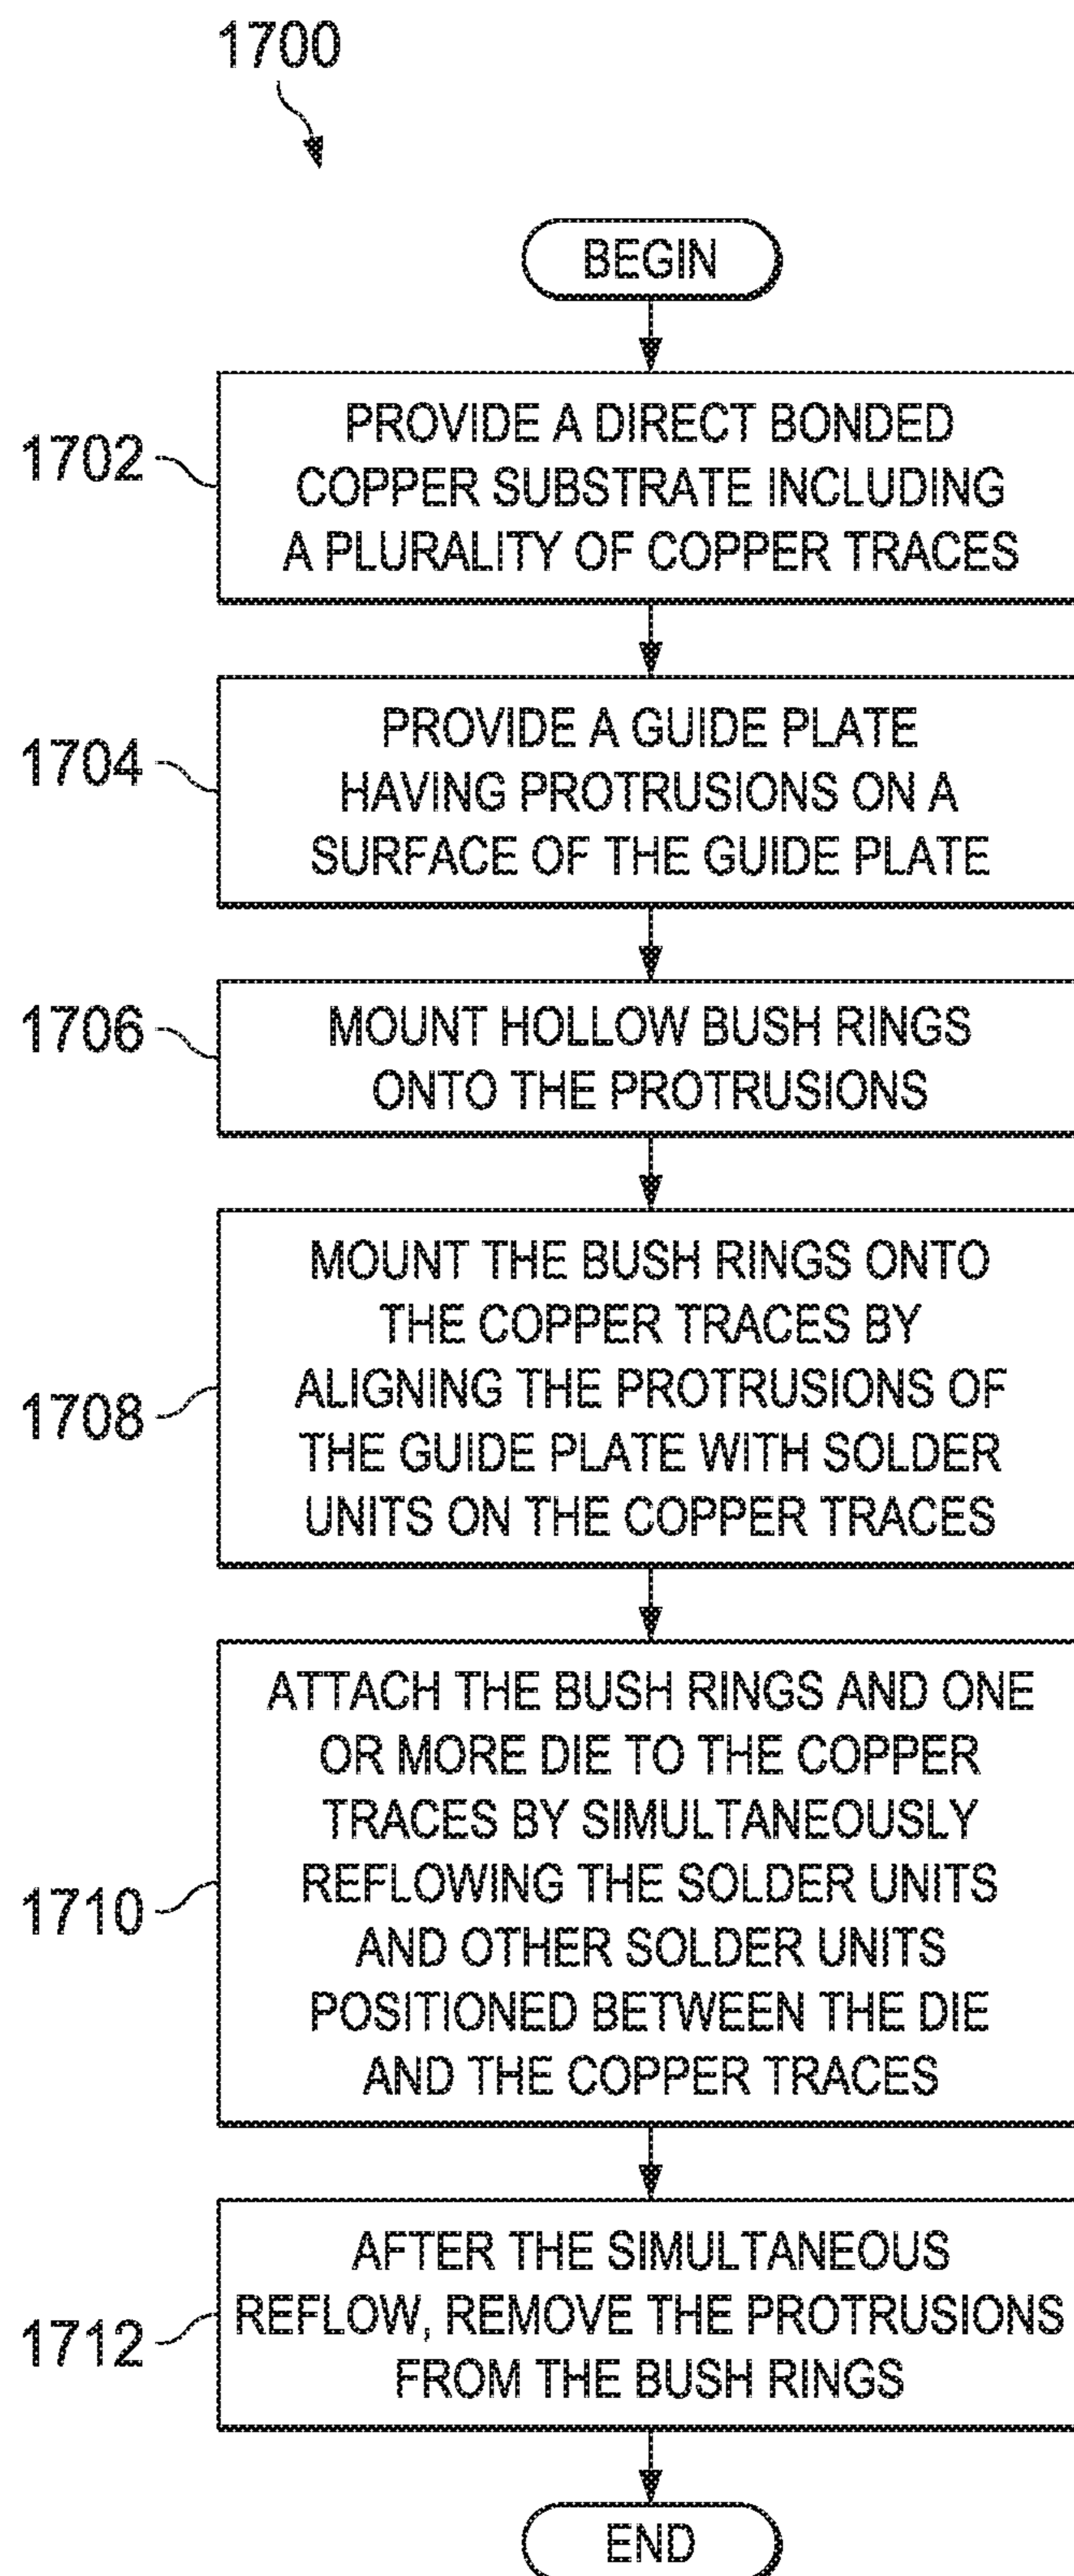 1700
BEGIN
1702
PROVIDE A DIRECT BONDED
COPPER SUBSTRATE INCLUDING
A PLURALITY OF COPPER TRACES
1704
PROVIDE A GUIDE PLATE
HAVING PROTRUSIONS ON A
SURFACE OF THE GUIDE PLATE
1706
MOUNT HOLLOW BUSH RINGS
ONTO THE PROTRUSIONS
1708
MOUNT THE BUSH RINGS ONTO
THE COPPER TRACES BY
ALIGNING THE PROTRUSIONS OF
THE GUIDE PLATE WITH SOLDER
UNITS ON THE COPPER TRACES
1710
ATTACH THE BUSH RINGS AND ONE
OR MORE DIE TO THE COPPER
TRACES BY SIMULTANEOUSLY
REFLOWING THE SOLDER UNITS
AND OTHER SOLDER UNITS
POSITIONED BETWEEN THE DIE
AND THE COPPER TRACES
1712
AFTER THE SIMULTANEOUS
REFLOW, REMOVE THE PROTRUSIONS
FROM THE BUSH RINGS
END